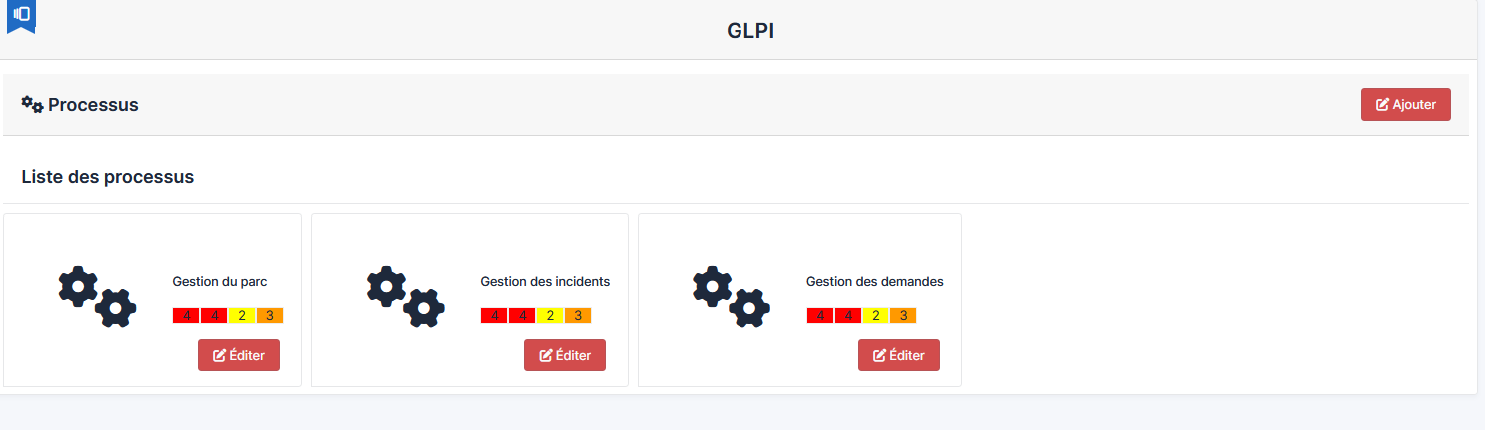 GLPI
Processus
Ajouter
Liste des processus
Gestion du parc
4 4 2 3
Éditer
Gestion des incidents
4 4 2 3
Éditer
Gestion des demandes
4 4 2 3
Éditer